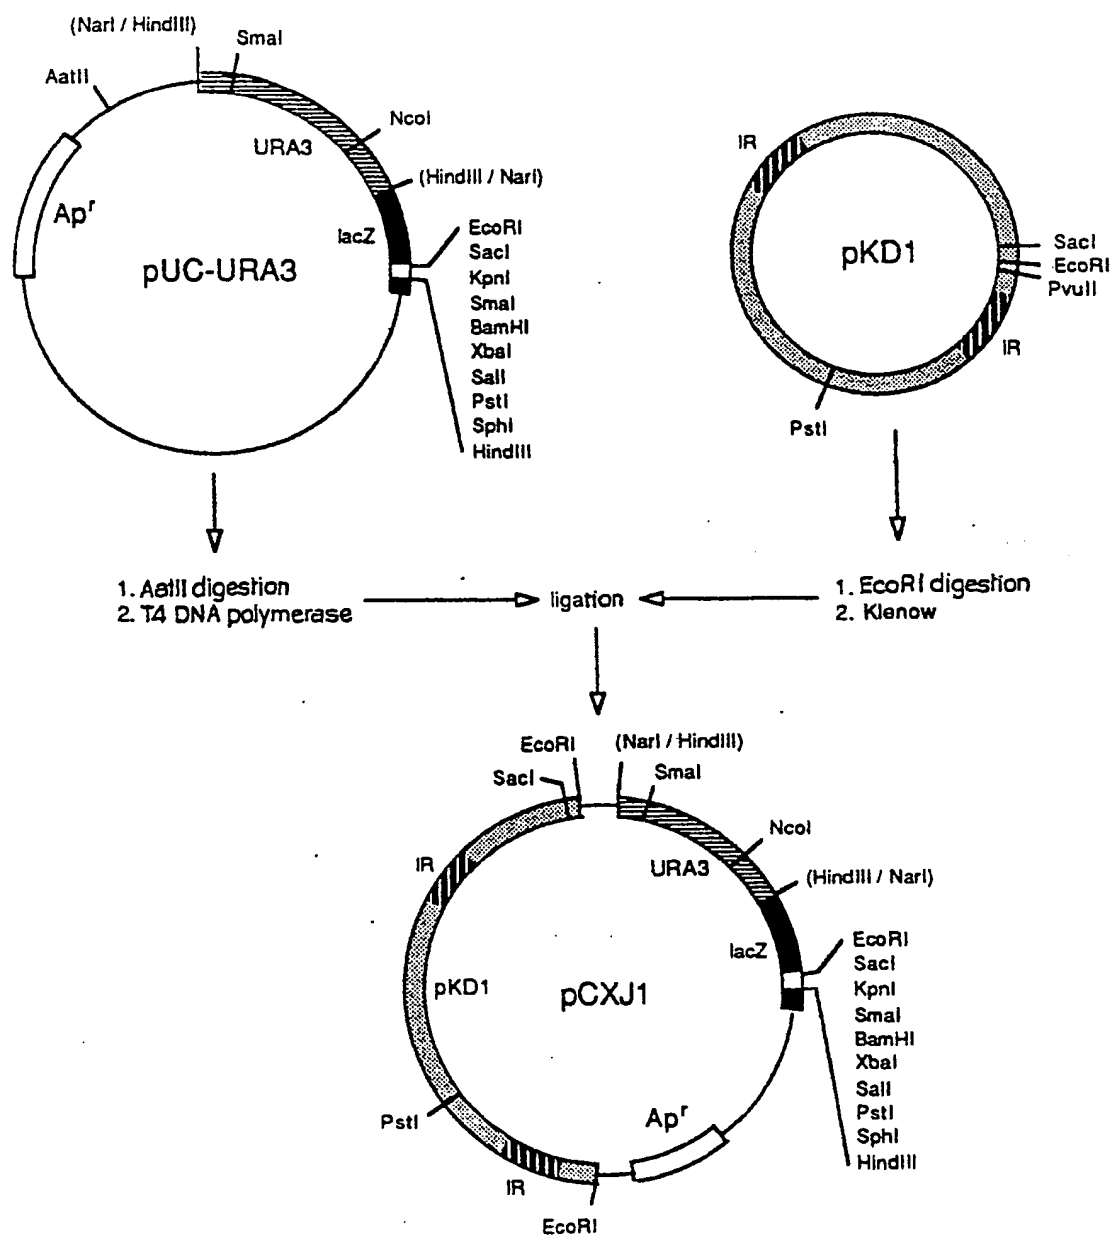 (NarI / HindIII)
SmaI
AatII
NcoI
URA3
(HindIII / NarI)
Apʳ
lacZ
pUC-URA3
EcoRI
SacI
KpnI
SmaI
BamHI
XbaI
SalI
PstI
SphI
HindIII
IR
pKD1
SacI
EcoRI
PvuII
IR
PstI
1. AatII digestion
2. T4 DNA polymerase
ligation
1. EcoRI digestion
2. Klenow
EcoRI
(NarI / HindIII)
SacI
SmaI
NcoI
IR
URA3
(HindIII / NarI)
lacZ
pKD1
pCXJ1
EcoRI
SacI
KpnI
SmaI
BamHI
XbaI
SalI
PstI
SphI
HindIII
PstI
Apʳ
IR
EcoRI